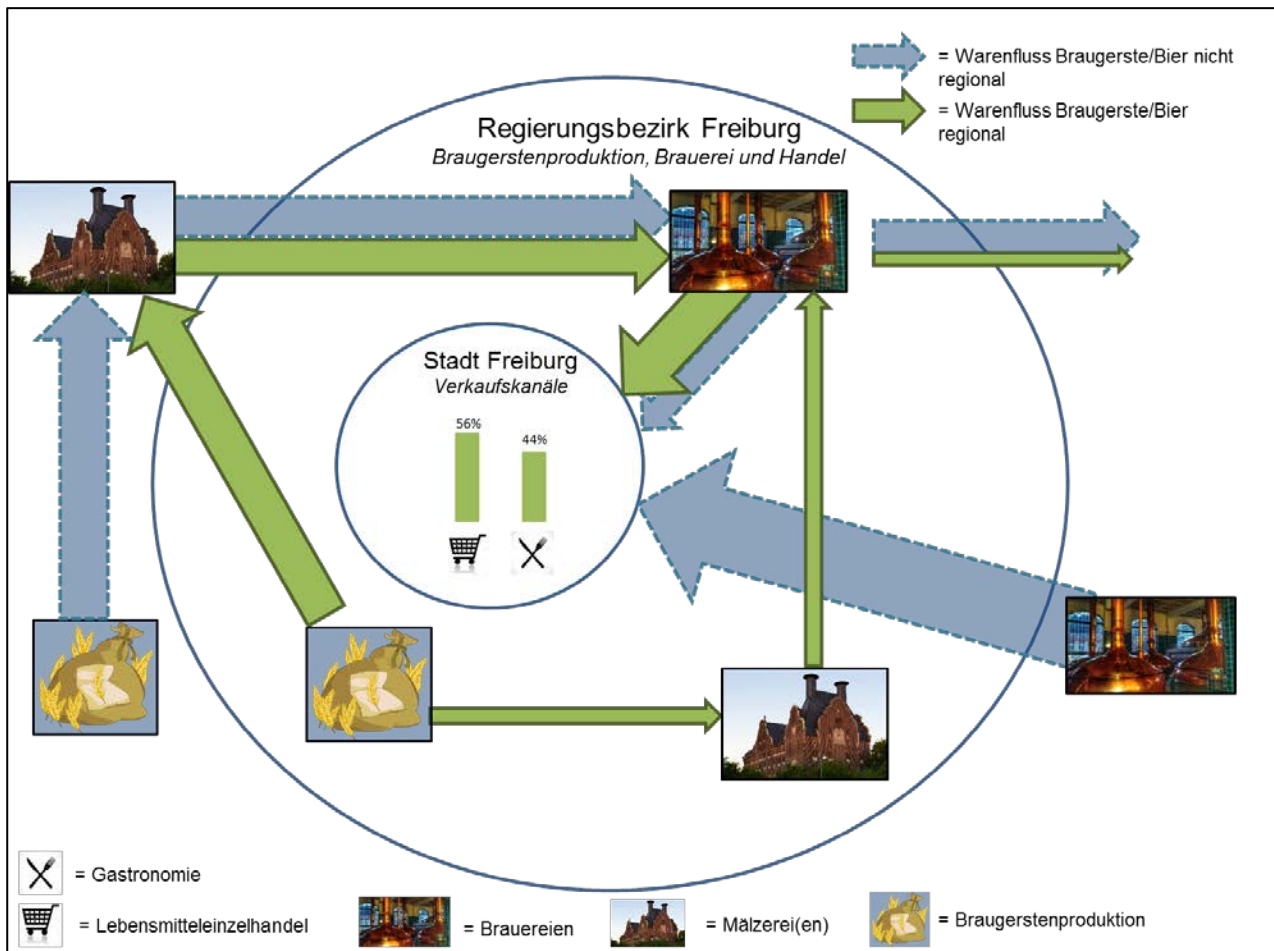 = Warenfluss Braugerste/Bier nicht
regional
= Warenfluss Braugerste/Bier
regional
Regierungsbezirk Freiburg
Braugerstenproduktion, Brauerei und Handel
Stadt Freiburg
Verkaufskanäle
56%
44%
= Gastronomie
= Lebensmitteleinzelhandel
= Brauereien
= Mälzerei(en)
= Braugerstenproduktion